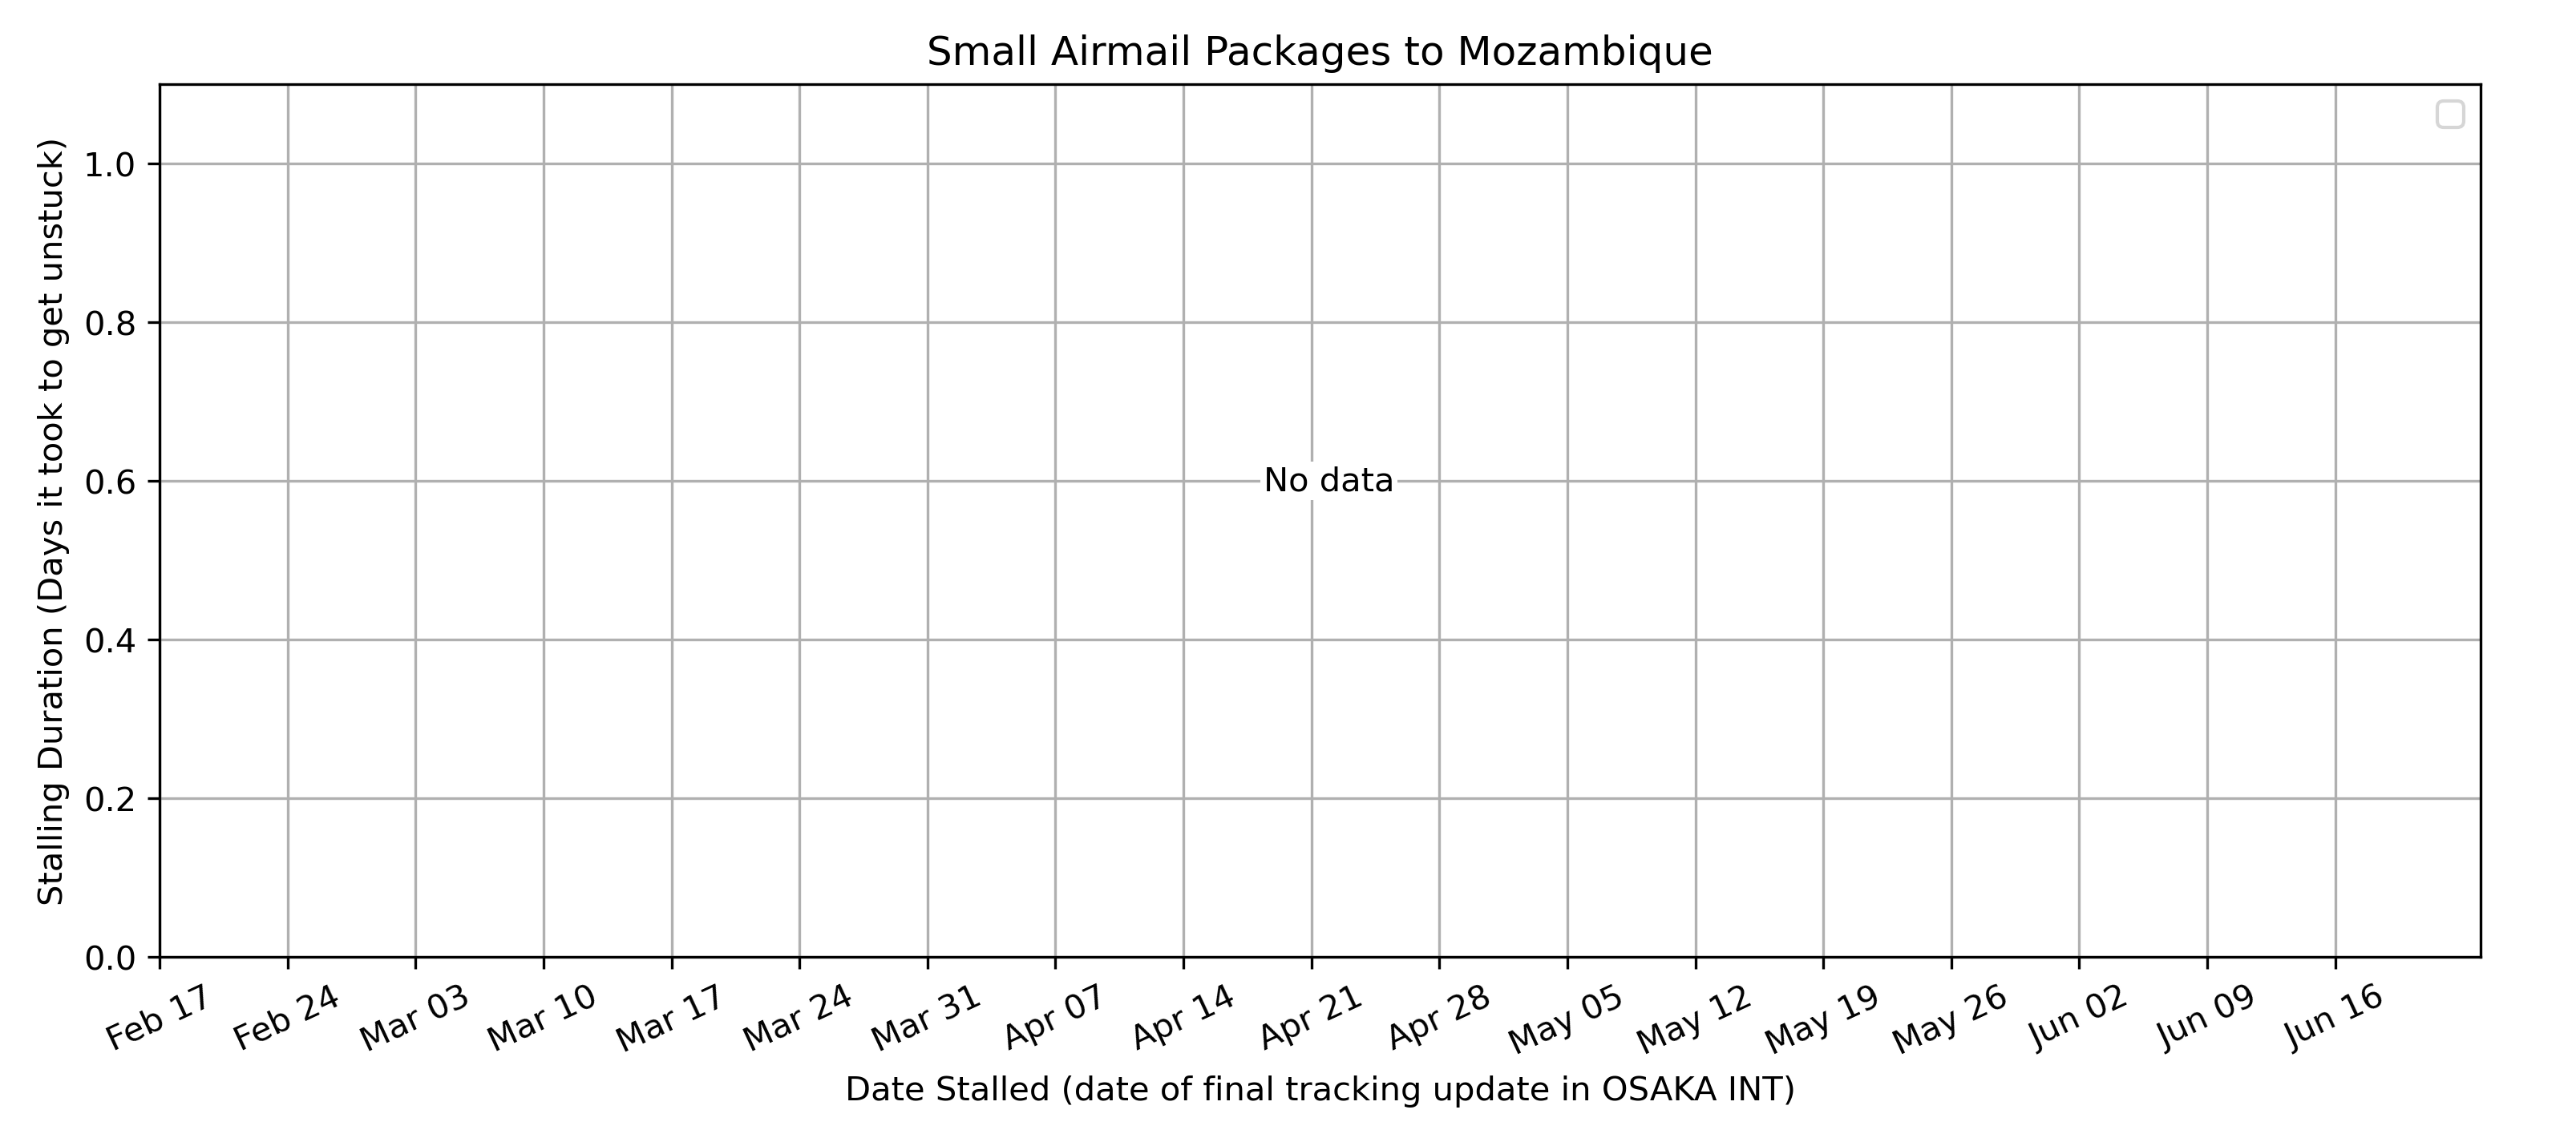 Small Airmail Packages to Mozambique
Stalling Duration (Days it took to get unstuck)
1.0
0.8
0.6
0.4
0.2
0.0
No data
Feb 17
Feb 24
Mar 03
Mar 10
Mar 17
Mar 24
Mar 31
Apr 07
Apr 14
Apr 21
Apr 28
May 05
May 12
May 19
May 26
Jun 02
Jun 09
Jun 16
Date Stalled (date of final tracking update in OSAKA INT)